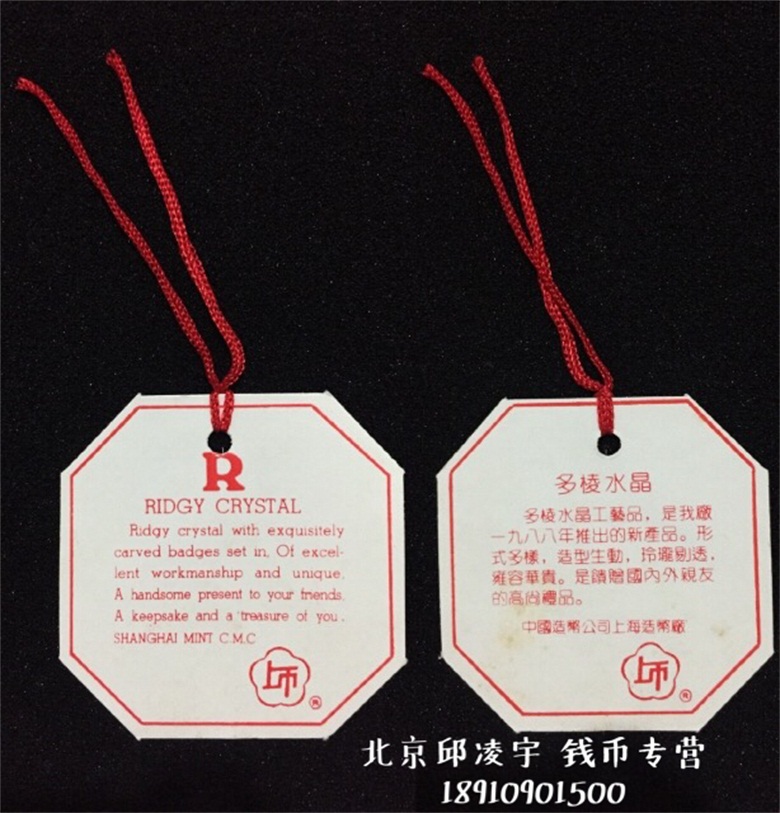 R
RIDGY CRYSTAL
Ridgy crystal with exquisitely
carved badges set in. Of excel-
lent workmanship and unique.
A handsome present to your friends.
A keepsake and a treasure of you.
SHANGHAI MINT C.M.C
上币
®
多棱水晶
多棱水晶工藝品，是我廠
一九八八年推出的新產品。形
式多樣，造型生動，玲瓏剔透，
雍容華貴。是饋贈國內外親友
的高尚禮品。
中國造幣公司上海造幣廠
上币
®
北京邱凌宇 钱币专营
18910901500